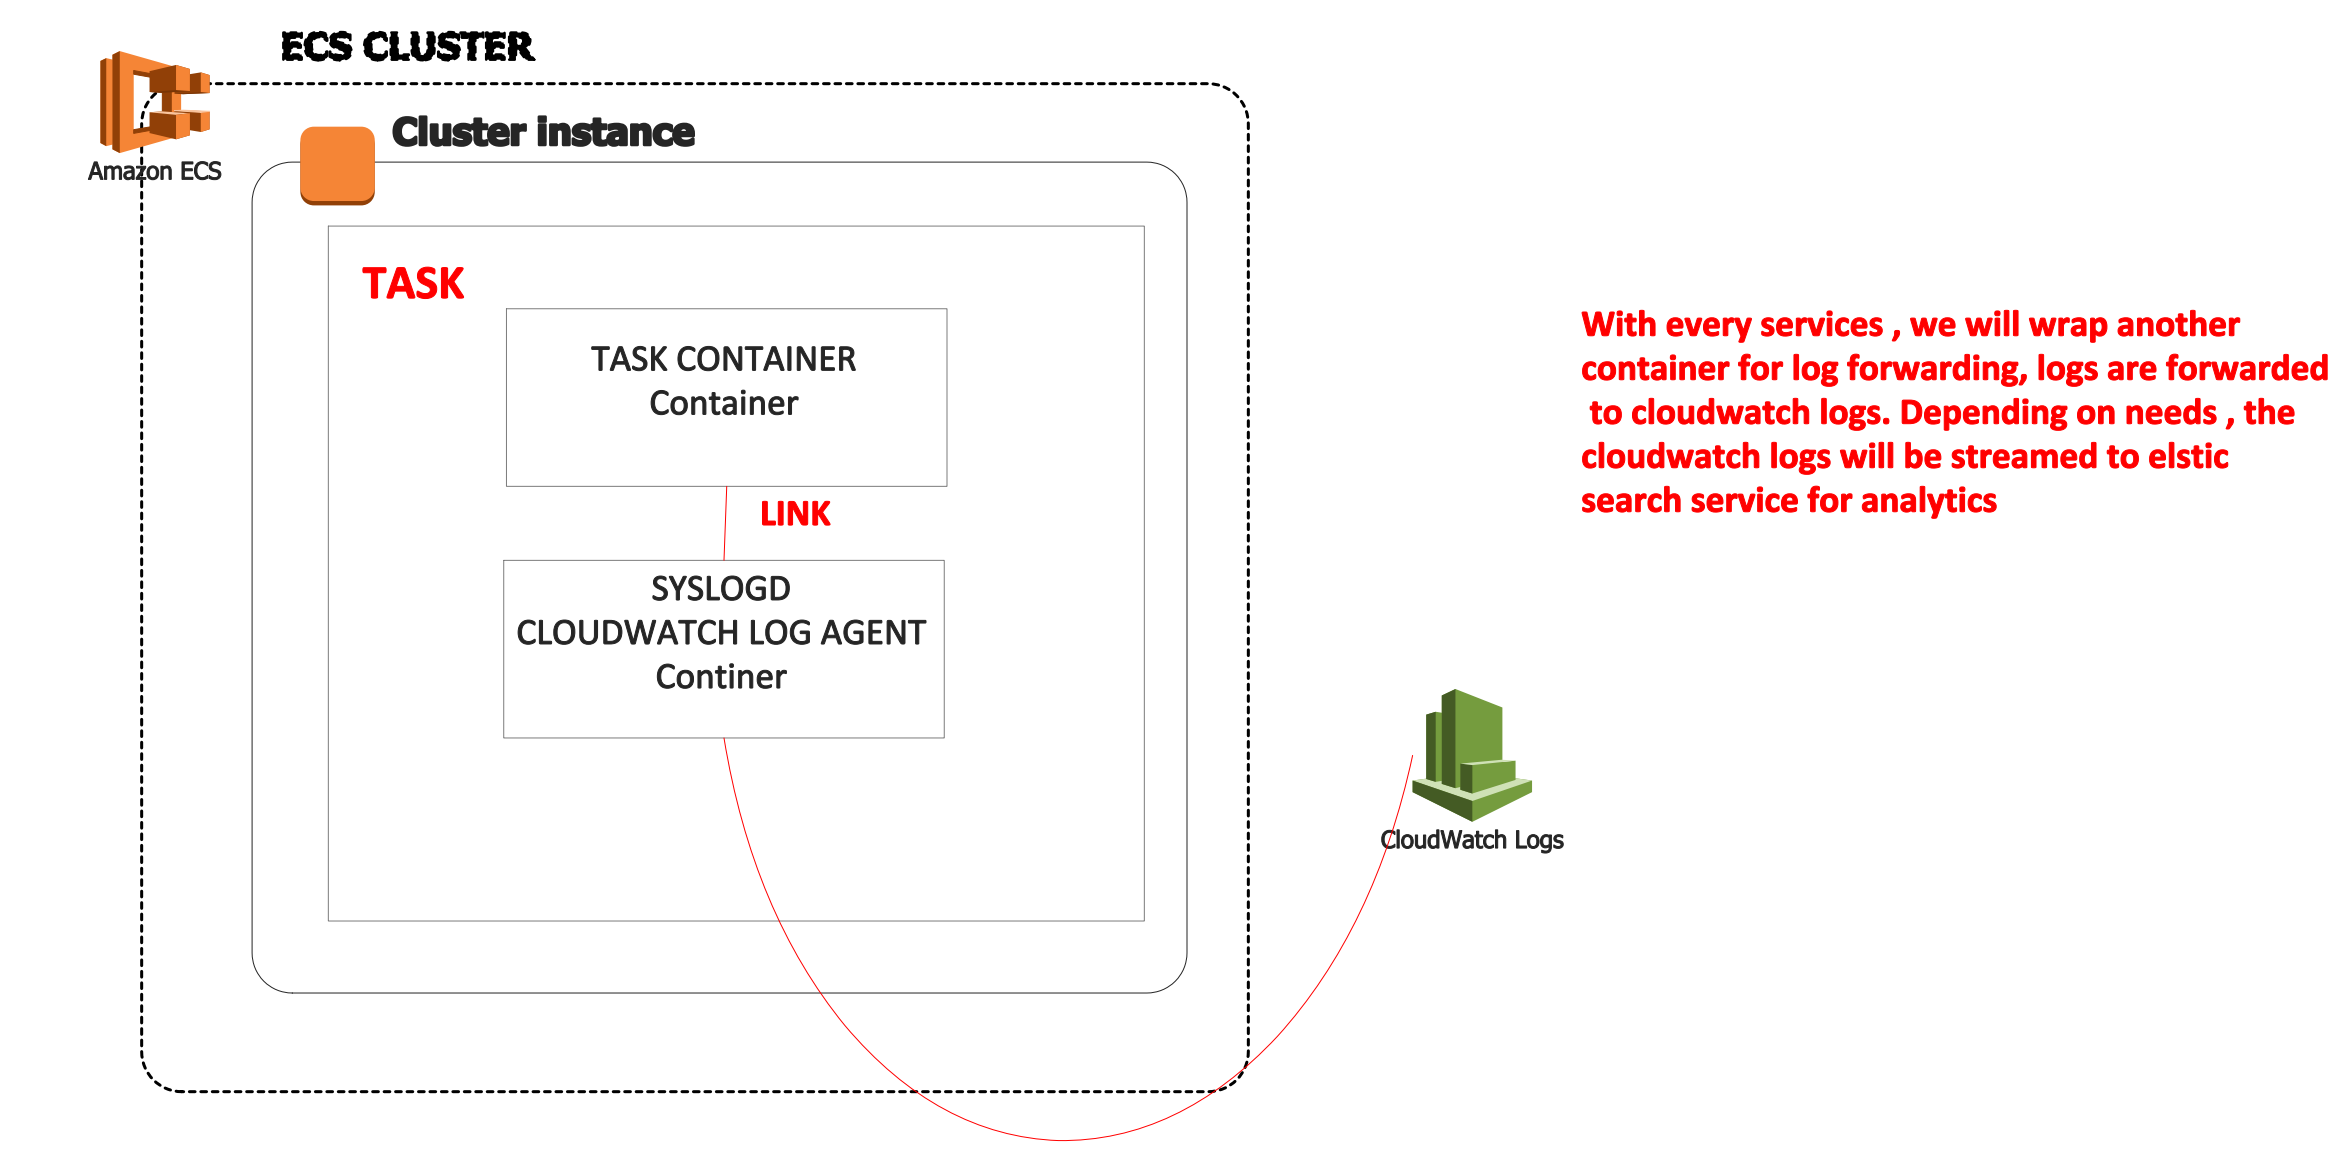 ECS CLUSTER
Amazon ECS
Cluster instance
TASK
TASK CONTAINER
Container
LINK
SYSLOGD
CLOUDWATCH LOG AGENT
Continer
With every services , we will wrap another
container for log forwarding, logs are forwarded
to cloudwatch logs. Depending on needs , the
cloudwatch logs will be streamed to elstic
search service for analytics
CloudWatch Logs